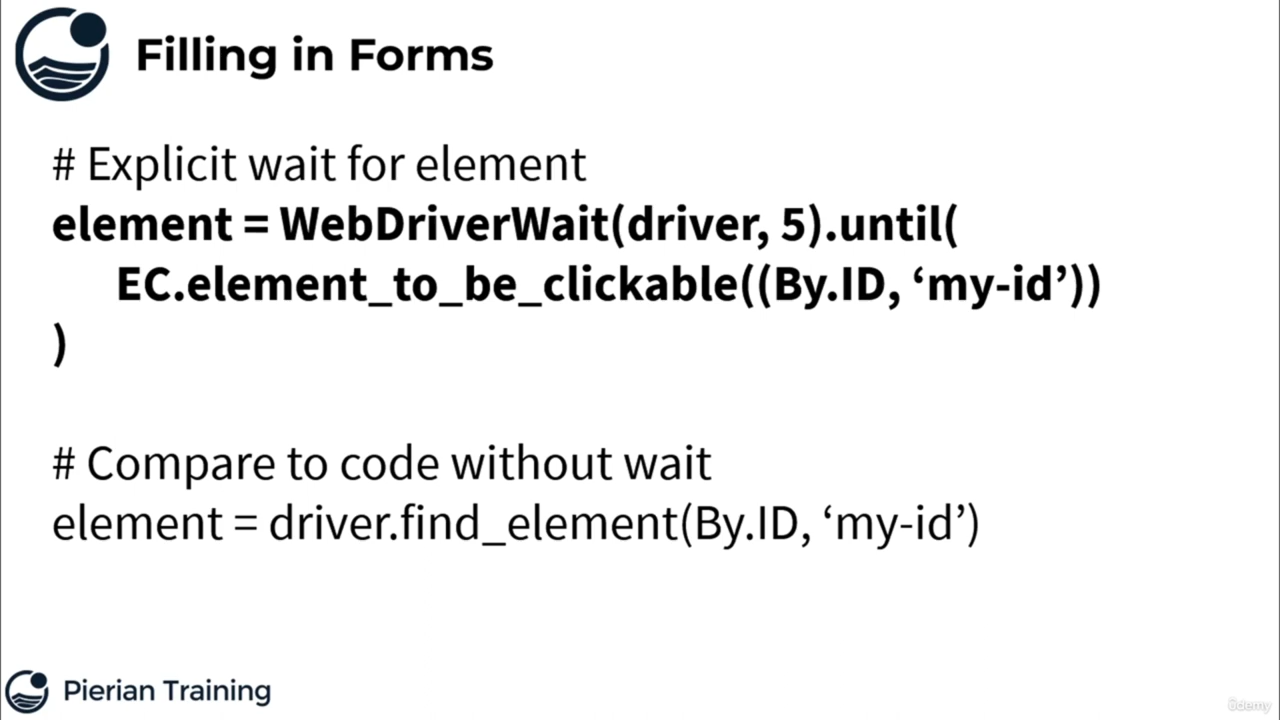 Filling in Forms
# Explicit wait for element
element = WebDriverWait(driver, 5).until(
EC.element_to_be_clickable((By.ID, ‘my-id’))
)
# Compare to code without wait
element = driver.find_element(By.ID, ‘my-id’)
Pierian Training
ûdemy